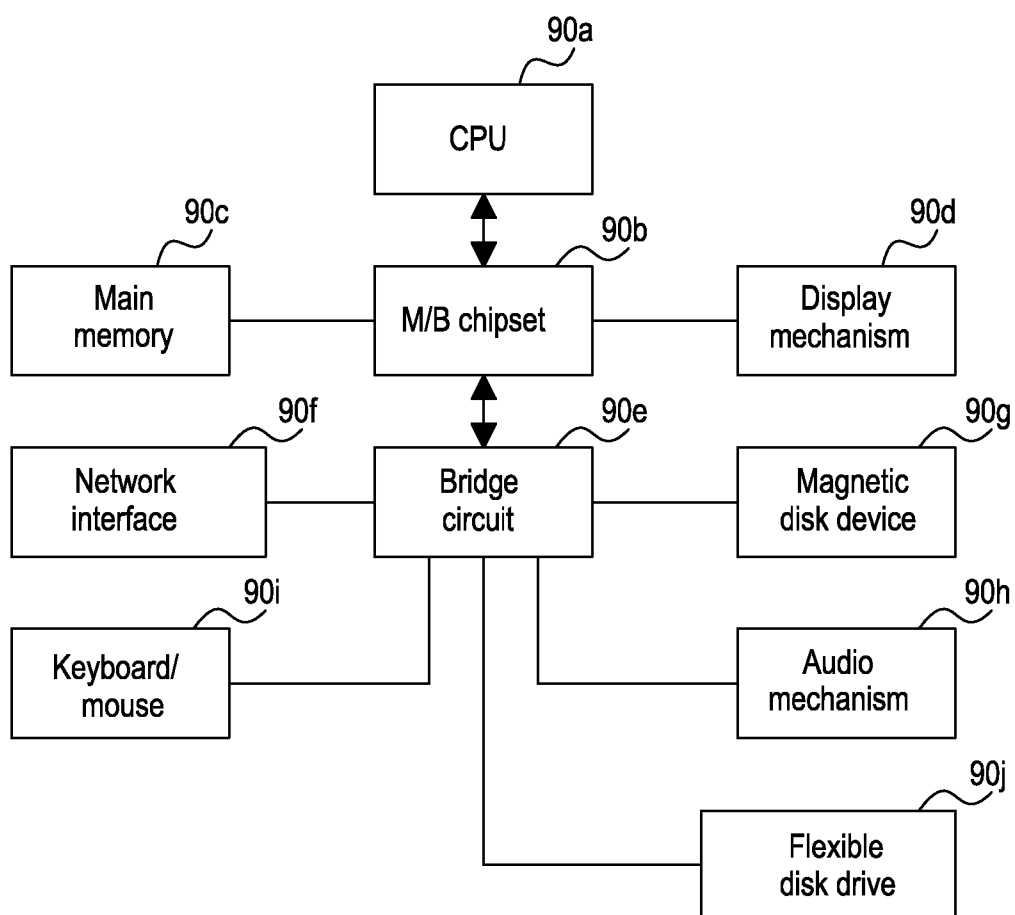 90a
CPU
90c
90b
90d
Main
memory
M/B chipset
Display
mechanism
90f
90e
90g
Network
interface
Bridge
circuit
Magnetic
disk device
90i
90h
Keyboard/
mouse
Audio
mechanism
90j
Flexible
disk drive